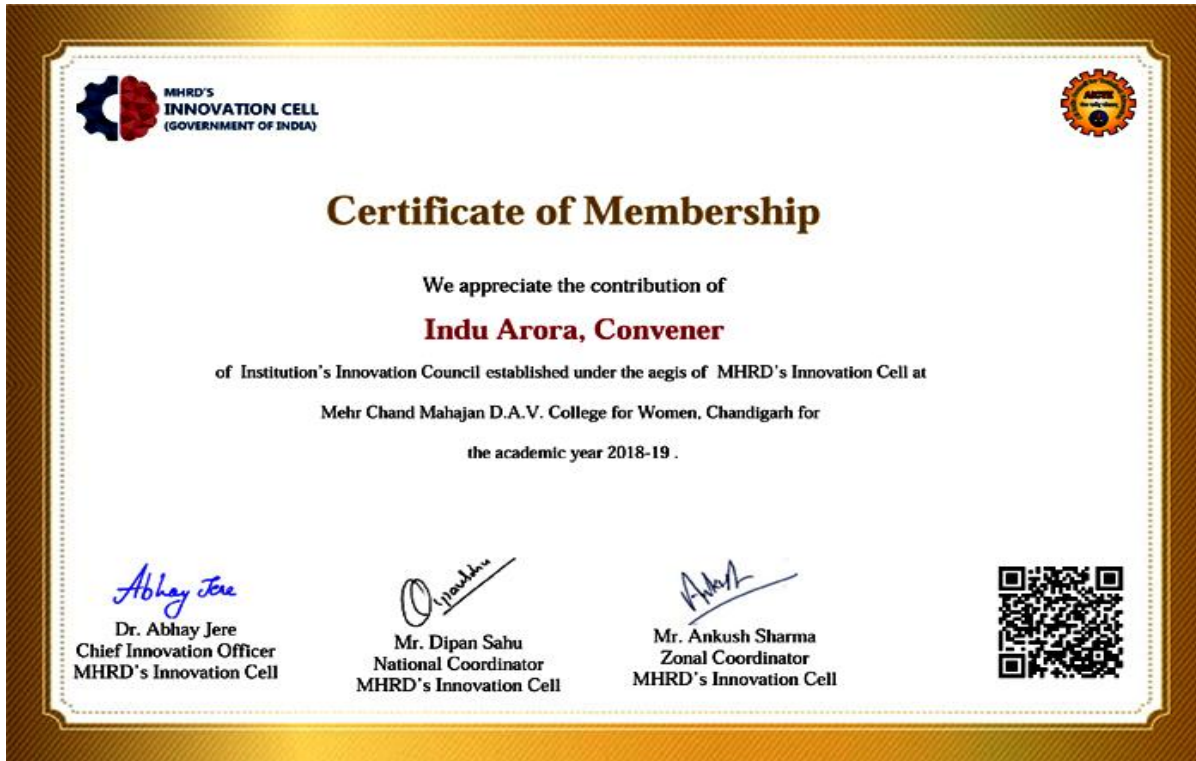 MHRD'S
INNOVATION CELL
(GOVERNMENT OF INDIA)
AICTE
Certificate of Membership
We appreciate the contribution of
Indu Arora, Convener
of Institution's Innovation Council established under the aegis of MHRD's Innovation Cell at
Mehr Chand Mahajan D.A.V. College for Women, Chandigarh for
the academic year 2018-19 .
Abhay Jere
Dr. Abhay Jere
Chief Innovation Officer
MHRD's Innovation Cell
Mr. Dipan Sahu
National Coordinator
MHRD's Innovation Cell
Mr. Ankush Sharma
Zonal Coordinator
MHRD's Innovation Cell